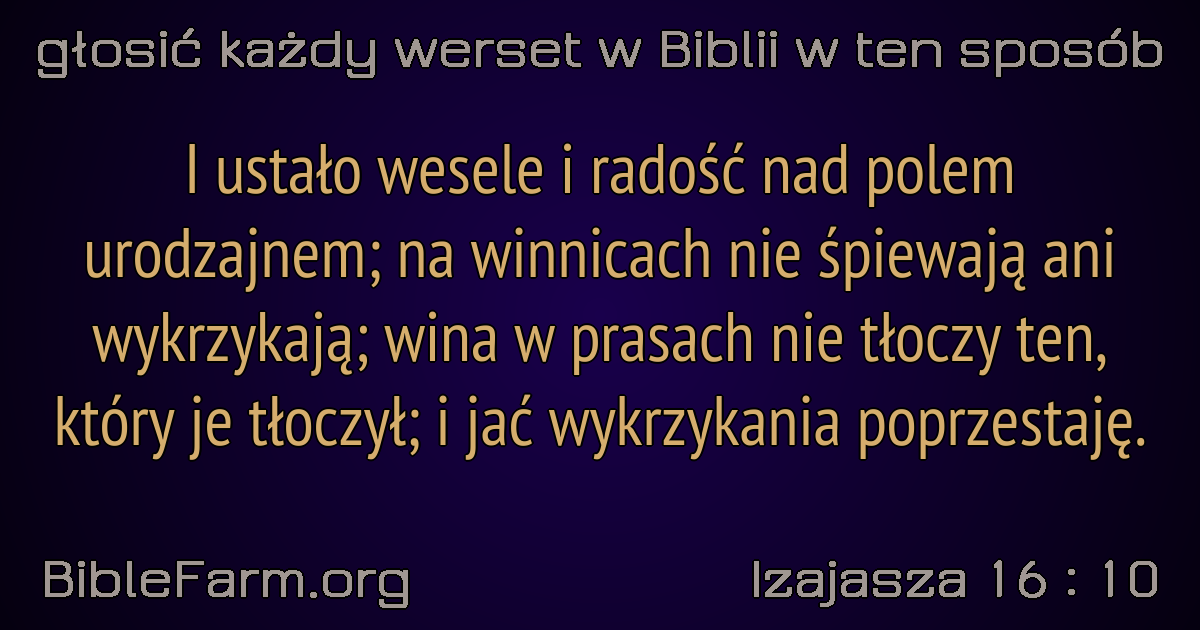 głosić każdy werset w Biblii w ten sposób
I ustało wesele i radość nad polem
urodzajnem; na winnicach nie śpiewają ani
wykrzykają; wina w prasach nie tłoczy ten,
który je tłoczył; i jać wykrzykania poprzestaję.
BibleFarm.org
Izajasza 16 : 10